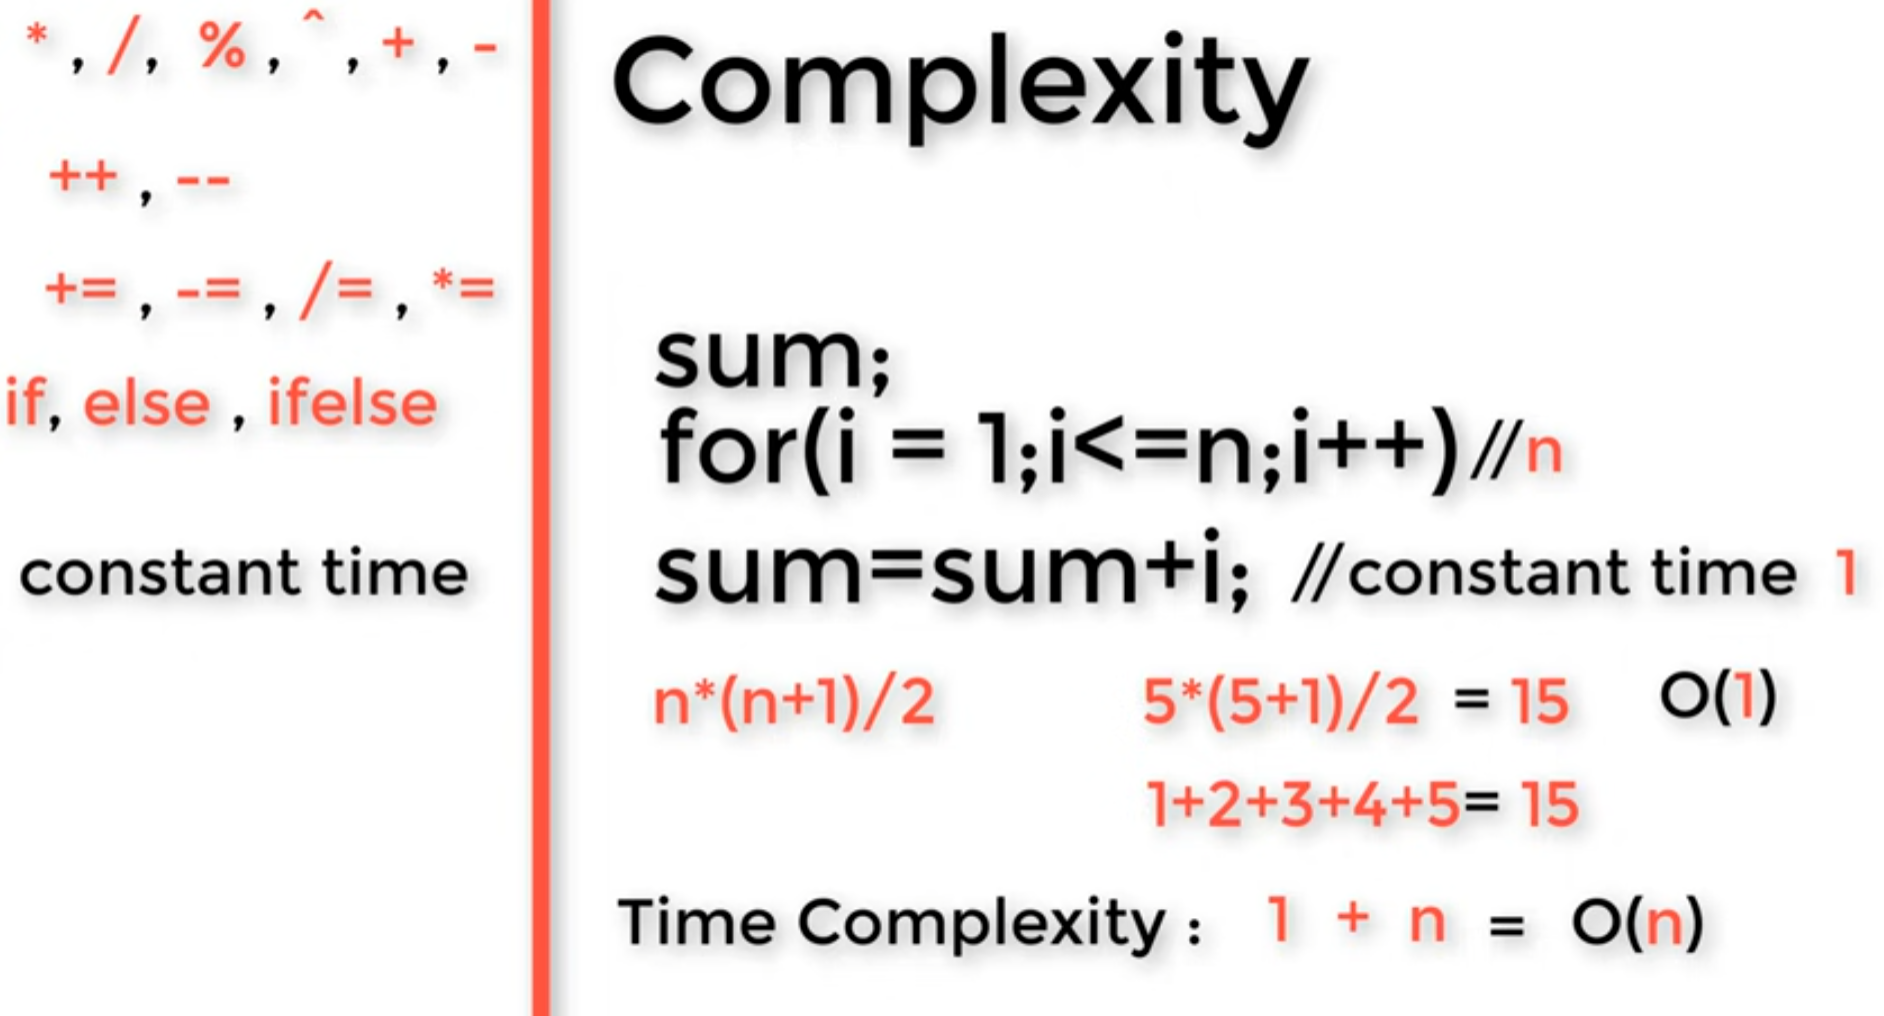 * , /, % , ^ , + , -
++ , --
+= , -= , /= , *=
if, else , ifelse
constant time
Complexity
sum;
for(i = 1;i<=n;i++)//n
sum=sum+i; //constant time 1
n*(n+1)/2 5*(5+1)/2 = 15 O(1)
1+2+3+4+5= 15
Time Complexity : 1 + n = O(n)